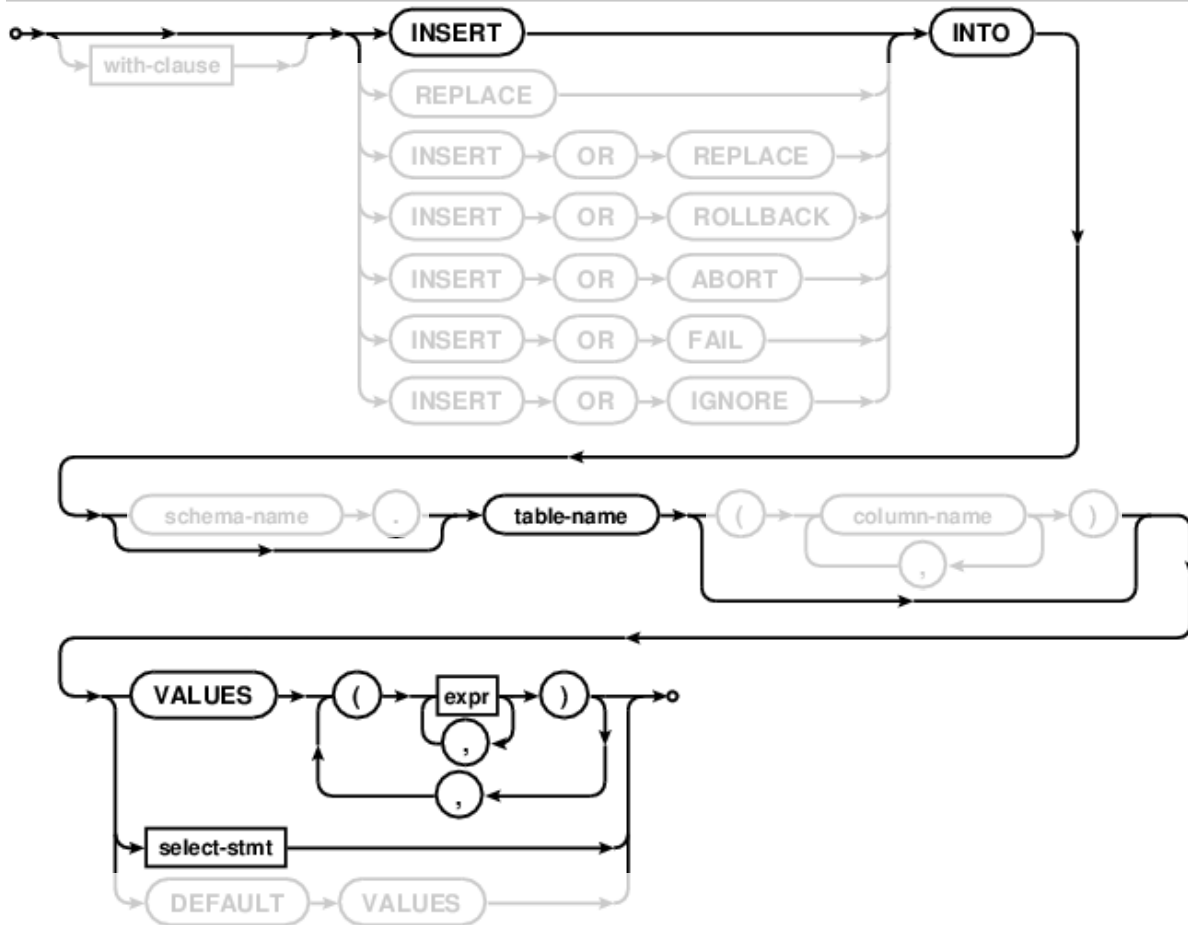 INSERT INTO
with-clause
REPLACE
INSERT OR REPLACE
INSERT OR ROLLBACK
INSERT OR ABORT
INSERT OR FAIL
INSERT OR IGNORE
schema-name . table-name ( column-name )
,
VALUES ( expr )
,
,
select-stmt
DEFAULT VALUES